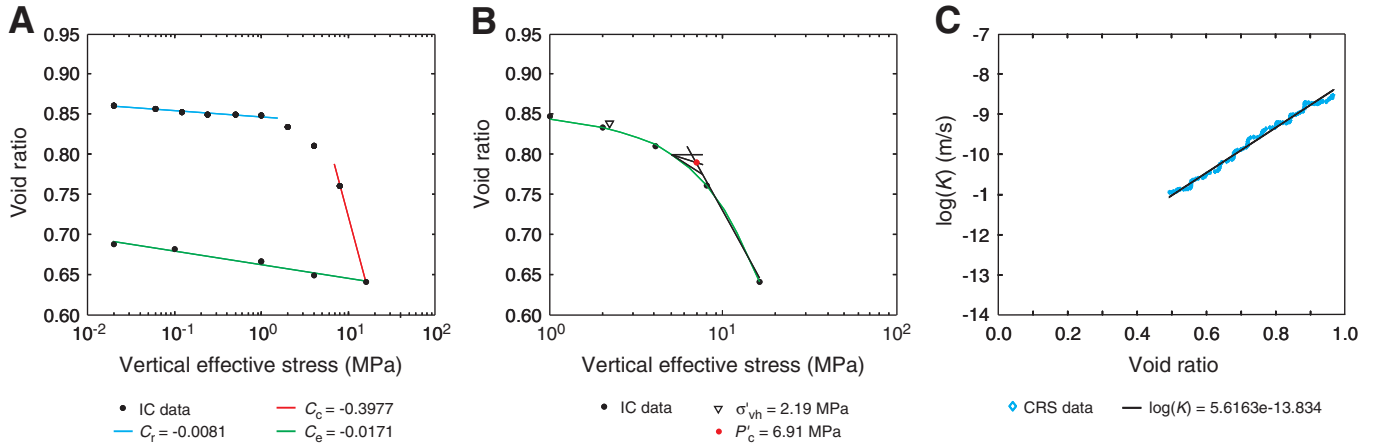 A
B
C
0.95
0.90
0.85
0.80
0.75
0.70
0.65
0.60
Void ratio
10-2
10-1
100
101
102
Vertical effective stress (MPa)
IC data
Cc = -0.3977
Cr = -0.0081
Ce = -0.0171
0.95
0.90
0.85
0.80
0.75
0.70
0.65
0.60
Void ratio
100
101
102
Vertical effective stress (MPa)
IC data
σ'vh = 2.19 MPa
P'c = 6.91 MPa
-7
-8
-9
-10
-1
-12
-13
-14
log(K) (m/s)
0.0
0.2
0.4
0.6
0.8
1.0
Void ratio
CRS data
log(K) = 5.6163e-13.834